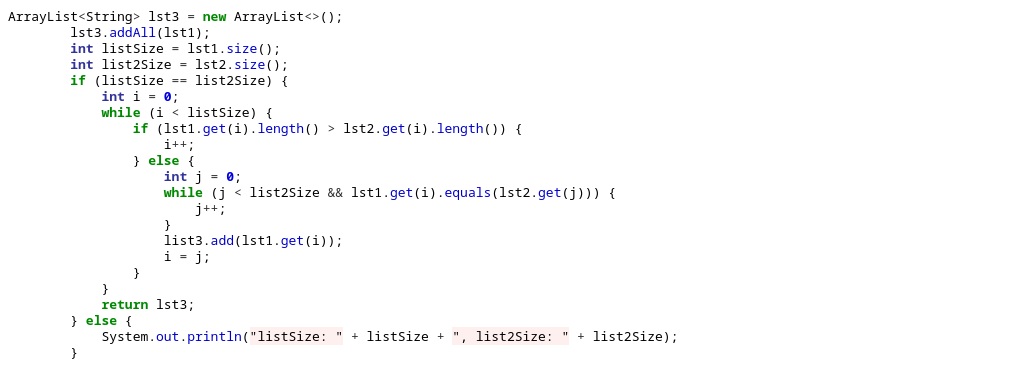 ArrayList<String> lst3 = new ArrayList<>();
        lst3.addAll(lst1);
        int listSize = lst1.size();
        int list2Size = lst2.size();
        if (listSize == list2Size) {
            int i = 0;
            while (i < listSize) {
                if (lst1.get(i).length() > lst2.get(i).length()) {
                    i++;
                } else {
                    int j = 0;
                    while (j < list2Size && lst1.get(i).equals(lst2.get(j))) {
                        j++;
                    }
                    list3.add(lst1.get(i));
                    i = j;
                }
            }
            return lst3;
        } else {
            System.out.println("listSize: " + listSize + ", list2Size: " + list2Size);
        }